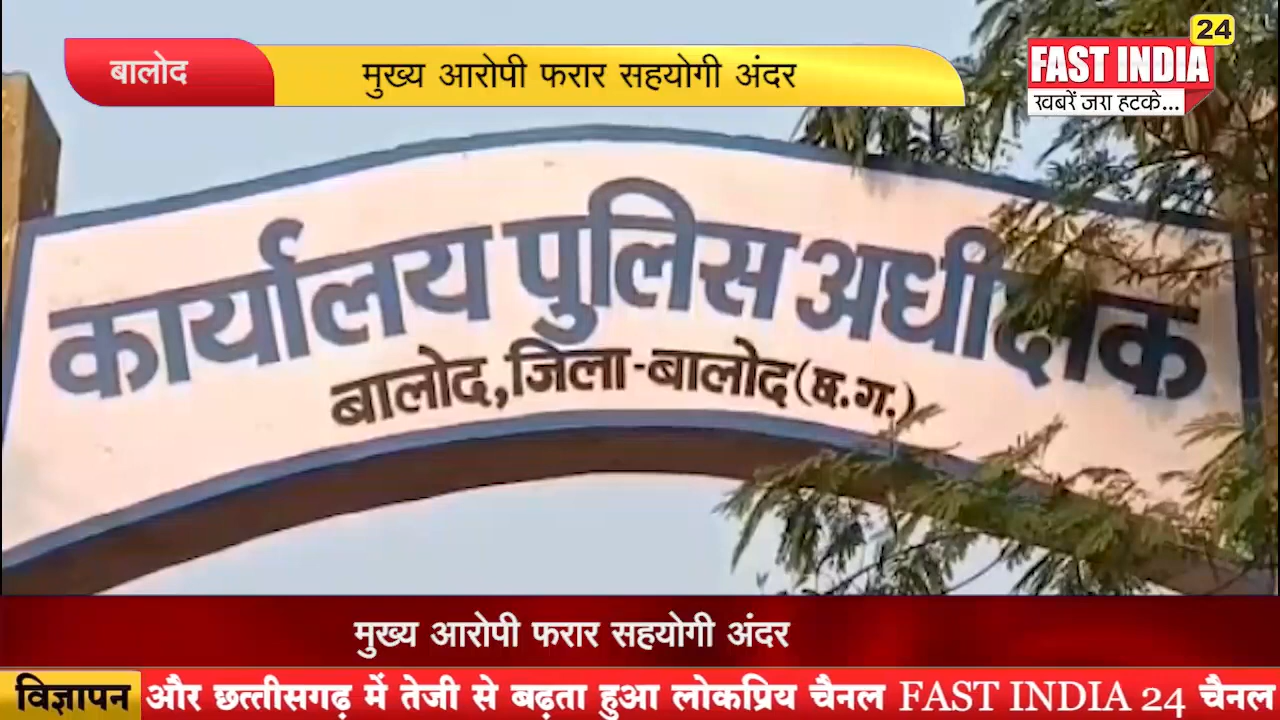 बालोद
मुख्य आरोपी फरार सहयोगी अंदर
24
FAST INDIA
खबरें जरा हटके...
कार्यालय पुलिस अधीक्षक
बालोद, जिला-बालोद (छ.ग.)
मुख्य आरोपी फरार सहयोगी अंदर
विज्ञापन और छत्तीसगढ़ में तेजी से बढ़ता हुआ लोकप्रिय चैनल FAST INDIA 24 चैनल